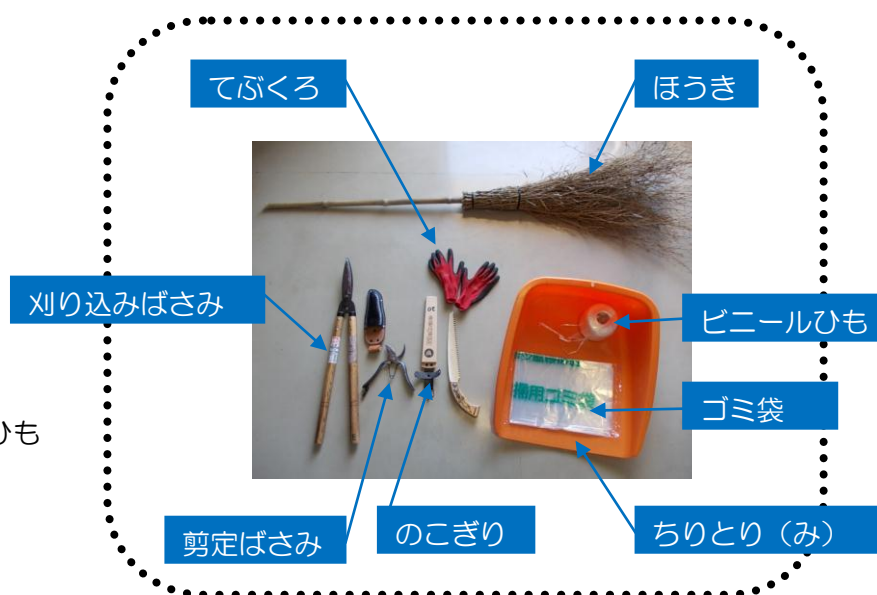 てぶくろ
ほうき
刈り込みばさみ
ビニールひも
ゴミ袋
ひも
剪定ばさみ
のこぎり
ちりとり(み)